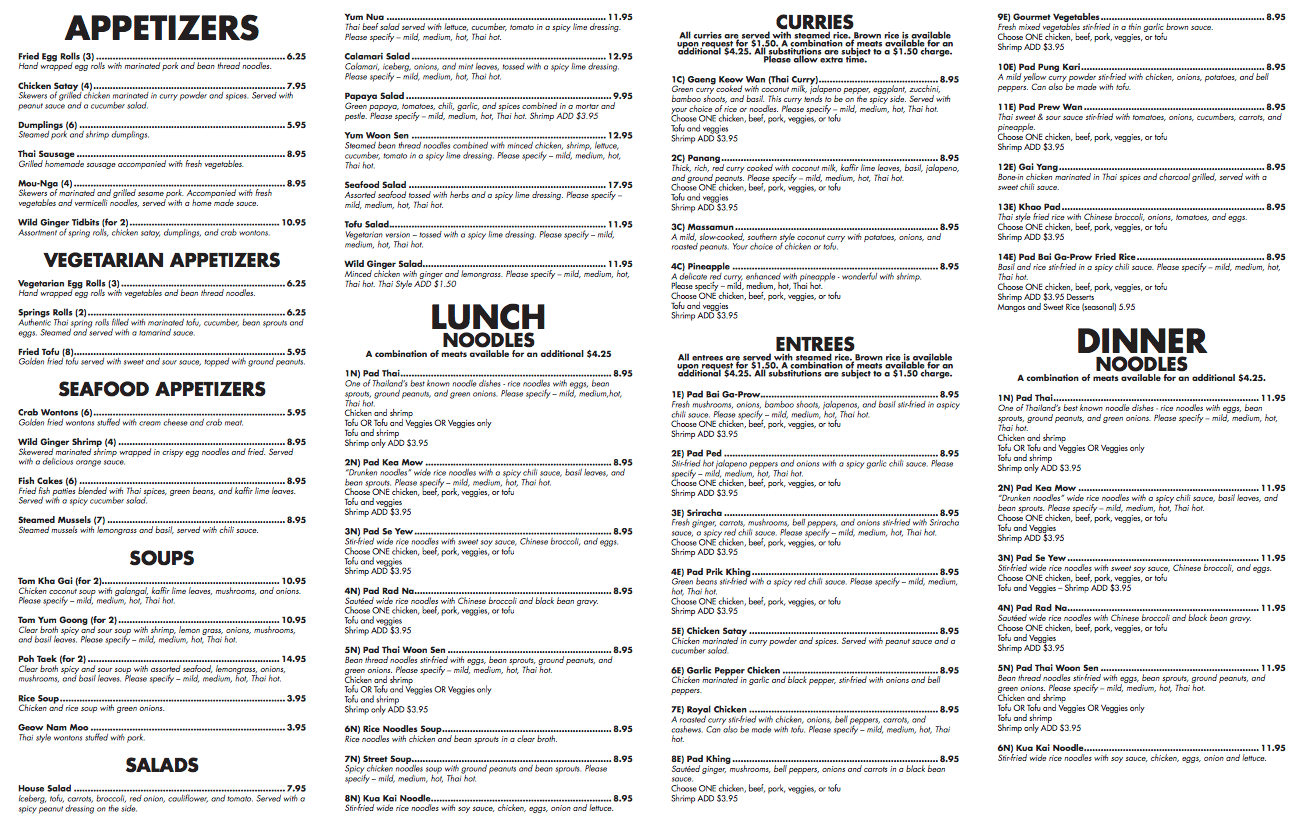 APPETIZERS
Fried Egg Rolls (3) 6.25
Hand wrapped egg rolls with marinated pork and bean thread noodles.
Chicken Satay (4) 7.95
Skewers of grilled chicken marinated in curry powder and spices. Served with
peanut sauce and a cucumber salad.
Dumplings (6) 5.95
Steamed pork and shrimp dumplings.
Thai Sausage 8.95
Grilled homemade sausage accompanied with fresh vegetables.
Mou-Nga (4) 8.95
Skewers of marinated and grilled sesame pork. Accompanied with fresh
vegetables and vermicelli noodles, served with a home made sauce.
Wild Ginger Tidbits (for 2) 10.95
Assortment of spring rolls, chicken satay, dumplings, and crab wontons.
VEGETARIAN APPETIZERS
Vegetarian Egg Rolls (3) 6.25
Hand wrapped egg rolls with vegetables and bean thread noodles.
Springs Rolls (2) 6.25
Authentic Thai spring rolls filled with marinated tofu, cucumber, bean sprouts and
eggs. Steamed and served with a tamarind sauce.
Fried Tofu (8) 5.95
Golden fried tofu served with sweet and sour sauce, topped with ground peanuts.
SEAFOOD APPETIZERS
Crab Wontons (6) 5.95
Golden fried wontons stuffed with cream cheese and crab meat.
Wild Ginger Shrimp (4) 8.95
Skewered marinated shrimp wrapped in crispy egg noodles and fried. Served
with a delicious orange sauce.
Fish Cakes (6) 8.95
Fried fish patties blended with Thai spices, green beans, and kaffir lime leaves.
Served with a spicy cucumber salad.
Steamed Mussels (7) 8.95
Steamed mussels with lemongrass and basil, served with chili sauce.
SOUPS
Tom Kha Gai (for 2) 10.95
Chicken coconut soup with galangal, kaffir lime leaves, mushrooms, and onions.
Please specify – mild, medium, hot, Thai hot.
Tom Yum Goong (for 2) 10.95
Clear broth spicy and sour soup with shrimp, lemon grass, onions, mushrooms,
and basil leaves. Please specify – mild, medium, hot, Thai hot.
Poh Taek (for 2) 14.95
Clear broth spicy and sour soup with assorted seafood, lemongrass, onions,
mushrooms, and basil leaves. Please specify – mild, medium, hot, Thai hot.
Rice Soup 3.95
Chicken and rice soup with green onions.
Geow Nam Moo 3.95
Thai style wontons stuffed with pork.
SALADS
House Salad 7.95
Iceberg, tofu, carrots, broccoli, red onion, cauliflower, and tomato. Served with a
spicy peanut dressing on the side.
Yum Nua 11.95
Thai beef salad served with lettuce, cucumber, tomato in a spicy lime dressing.
Please specify – mild, medium, hot, Thai hot.
Calamari Salad 12.95
Calamari, iceberg, onions, and mint leaves, tossed with a spicy lime dressing.
Please specify – mild, medium, hot, Thai hot.
Papaya Salad 9.95
Green papaya, tomatoes, chili, garlic, and spices combined in a mortar and
pestle. Please specify – mild, medium, hot, Thai hot. Shrimp ADD $3.95
Yum Woon Sen 12.95
Steamed bean thread noodles combined with minced chicken, shrimp, lettuce,
cucumber, tomato in a spicy lime dressing. Please specify – mild, medium, hot,
Thai hot.
Seafood Salad 17.95
Assorted seafood tossed with herbs and a spicy lime dressing. Please specify –
mild, medium, hot, Thai hot.
Tofu Salad 11.95
Vegetarian version – tossed with a spicy lime dressing. Please specify – mild,
medium, hot, Thai hot.
Wild Ginger Salad 11.95
Minced chicken with ginger and lemongrass. Please specify – mild, medium, hot,
Thai hot. Thai Style ADD $1.50
LUNCH
NOODLES
A combination of meats available for an additional $4.25
1N) Pad Thai 8.95
One of Thailand's best known noodle dishes - rice noodles with eggs, bean
sprouts, ground peanuts, and green onions. Please specify – mild, medium,hot,
Thai hot.
Chicken and shrimp
Tofu OR Tofu and Veggies OR Veggies only
Tofu and shrimp
Shrimp only ADD $3.95
2N) Pad Kea Mow 8.95
"Drunken noodles" wide rice noodles with a spicy chili sauce, basil leaves, and
bean sprouts. Please specify – mild, medium, hot, Thai hot.
Choose ONE chicken, beef, pork, veggies, or tofu
Tofu and veggies
Shrimp ADD $3.95
3N) Pad Se Yew 8.95
Stir-fried wide rice noodles with sweet soy sauce, Chinese broccoli, and eggs.
Choose ONE chicken, beef, pork, veggies, or tofu
Tofu and veggies
Shrimp ADD $3.95
4N) Pad Rad Na 8.95
Sautéed wide rice noodles with Chinese broccoli and black bean gravy.
Choose ONE chicken, beef, pork, veggies, or tofu
Tofu and veggies
Shrimp ADD $3.95
5N) Pad Thai Woon Sen 8.95
Bean thread noodles stir-fried with eggs, bean sprouts, ground peanuts, and
green onions. Please specify – mild, medium, hot, Thai hot.
Chicken and shrimp
Tofu OR Tofu and Veggies OR Veggies only
Tofu and shrimp
Shrimp only ADD $3.95
6N) Rice Noodles Soup 8.95
Rice noodles with chicken and bean sprouts in a clear broth.
7N) Street Soup 8.95
Spicy chicken noodles soup with ground peanuts and bean sprouts. Please
specify – mild, medium, hot, Thai hot.
8N) Kua Kai Noodle 8.95
Stir-fried wide rice noodles with soy sauce, chicken, eggs, onion and lettuce.
CURRIES
All curries are served with steamed rice. Brown rice is available
upon request for $1.50. A combination of meats available for an
additional $4.25. All substitutions are subject to a $1.50 charge.
Please allow extra time.
1C) Gaeng Keow Wan (Thai Curry) 8.95
Green curry cooked with coconut milk, jalapeno pepper, eggplant, zucchini,
bamboo shoots, and basil. This curry tends to be on the spicy side. Served with
your choice of rice or noodles. Please specify – mild, medium, hot, Thai hot.
Choose ONE chicken, beef, pork, veggies, or tofu
Tofu and veggies
Shrimp ADD $3.95
2C) Panang 8.95
Thick, rich, red curry cooked with coconut milk, kaffir lime leaves, basil, jalapeno,
and ground peanuts. Please specify – mild, medium, hot, Thai hot.
Choose ONE chicken, beef, pork, veggies, or tofu
Tofu and veggies
Shrimp ADD $3.95
3C) Massamun 8.95
A mild, slow-cooked, southern style coconut curry with potatoes, onions, and
roasted peanuts. Your choice of chicken or tofu.
4C) Pineapple 8.95
A delicate red curry, enhanced with pineapple - wonderful with shrimp.
Please specify – mild, medium, hot, Thai hot.
Choose ONE chicken, beef, pork, veggies, or tofu
Tofu and veggies
Shrimp ADD $3.95
ENTREES
All entrees are served with steamed rice. Brown rice is available
upon request for $1.50. A combination of meats available for an
additional $4.25. All substitutions are subject to a $1.50 charge.
1E) Pad Bai Ga-Prow 8.95
Fresh mushrooms, onions, bamboo shoots, jalapenos, and basil stir-fried in aspicy
chili sauce. Please specify – mild, medium, hot, Thai hot.
Choose ONE chicken, beef, pork, veggies, or tofu
Shrimp ADD $3.95
2E) Pad Ped 8.95
Stir-fried hot jalapeno peppers and onions with a spicy garlic chili sauce. Please
specify – mild, medium, hot, Thai hot.
Choose ONE chicken, beef, pork, veggies, or tofu
Shrimp ADD $3.95
3E) Sriracha 8.95
Fresh ginger, carrots, mushrooms, bell peppers, and onions stir-fried with Sriracha
sauce, a spicy red chili sauce. Please specify – mild, medium, hot, Thai hot.
Choose ONE chicken, beef, pork, veggies, or tofu
Shrimp ADD $3.95
4E) Pad Prik Khing 8.95
Green beans stir-fried with a spicy red chili sauce. Please specify – mild, medium,
hot, Thai hot.
Choose ONE chicken, beef, pork, veggies, or tofu
Shrimp ADD $3.95
5E) Chicken Satay 8.95
Chicken marinated in curry powder and spices. Served with peanut sauce and a
cucumber salad.
6E) Garlic Pepper Chicken 8.95
Chicken marinated in garlic and black pepper, stir-fried with onions and bell
peppers.
7E) Royal Chicken 8.95
A roasted curry stir-fried with chicken, onions, bell peppers, carrots, and
cashews. Can also be made with tofu. Please specify – mild, medium, hot, Thai
hot.
8E) Pad Khing 8.95
Sautéed ginger, mushrooms, bell peppers, onions and carrots in a black bean
sauce.
Choose ONE chicken, beef, pork, veggies, or tofu
Shrimp ADD $3.95
9E) Gourmet Vegetables 8.95
Fresh mixed vegetables stir-fried in a thin garlic brown sauce.
Choose ONE chicken, beef, pork, veggies, or tofu
Shrimp ADD $3.95
10E) Pad Pung Kari 8.95
A mild yellow curry powder stir-fried with chicken, onions, potatoes, and bell
peppers. Can also be made with tofu.
11E) Pad Prew Wan 8.95
Thai sweet & sour sauce stir-fried with tomatoes, onions, cucumbers, carrots, and
pineapple.
Choose ONE chicken, beef, pork, veggies, or tofu
Shrimp ADD $3.95
12E) Gai Yang 8.95
Bone-in chicken marinated in Thai spices and charcoal grilled, served with a
sweet chili sauce.
13E) Khao Pad 8.95
Thai style fried rice with Chinese broccoli, onions, tomatoes, and eggs.
Choose ONE chicken, beef, pork, veggies, or tofu
Shrimp ADD $3.95
14E) Pad Bai Ga-Prow Fried Rice 8.95
Basil and rice stir-fried in a spicy chili sauce. Please specify – mild, medium, hot,
Thai hot.
Choose ONE chicken, beef, pork, veggies, or tofu
Shrimp ADD $3.95 Desserts
Mangos and Sweet Rice (seasonal) 5.95
DINNER
NOODLES
A combination of meats available for an additional $4.25.
1N) Pad Thai 11.95
One of Thailand's best known noodle dishes - rice noodles with eggs, bean
sprouts, ground peanuts, and green onions. Please specify – mild, medium, hot,
Thai hot.
Chicken and shrimp
Tofu OR Tofu and Veggies OR Veggies only
Tofu and shrimp
Shrimp only ADD $3.95
2N) Pad Kea Mow 11.95
"Drunken noodles" wide rice noodles with a spicy chili sauce, basil leaves, and
bean sprouts. Please specify – mild, medium, hot, Thai hot.
Choose ONE chicken, beef, pork, veggies, or tofu
Tofu and Veggies
Shrimp ADD $3.95
3N) Pad Se Yew 11.95
Stir-fried wide rice noodles with sweet soy sauce, Chinese broccoli, and eggs.
Choose ONE chicken, beef, pork, veggies, or tofu
Tofu and Veggies – Shrimp ADD $3.95
4N) Pad Rad Na 11.95
Sautéed wide rice noodles with Chinese broccoli and black bean gravy.
Choose ONE chicken, beef, pork, veggies, or tofu
Tofu and Veggies
Shrimp ADD $3.95
5N) Pad Thai Woon Sen 11.95
Bean thread noodles stir-fried with eggs, bean sprouts, ground peanuts, and
green onions. Please specify – mild, medium, hot, Thai hot.
Chicken and shrimp
Tofu OR Tofu and Veggies OR Veggies only
Tofu and shrimp
Shrimp only ADD $3.95
6N) Kua Kai Noodle 11.95
Stir-fried wide rice noodles with soy sauce, chicken, eggs, onion and lettuce.